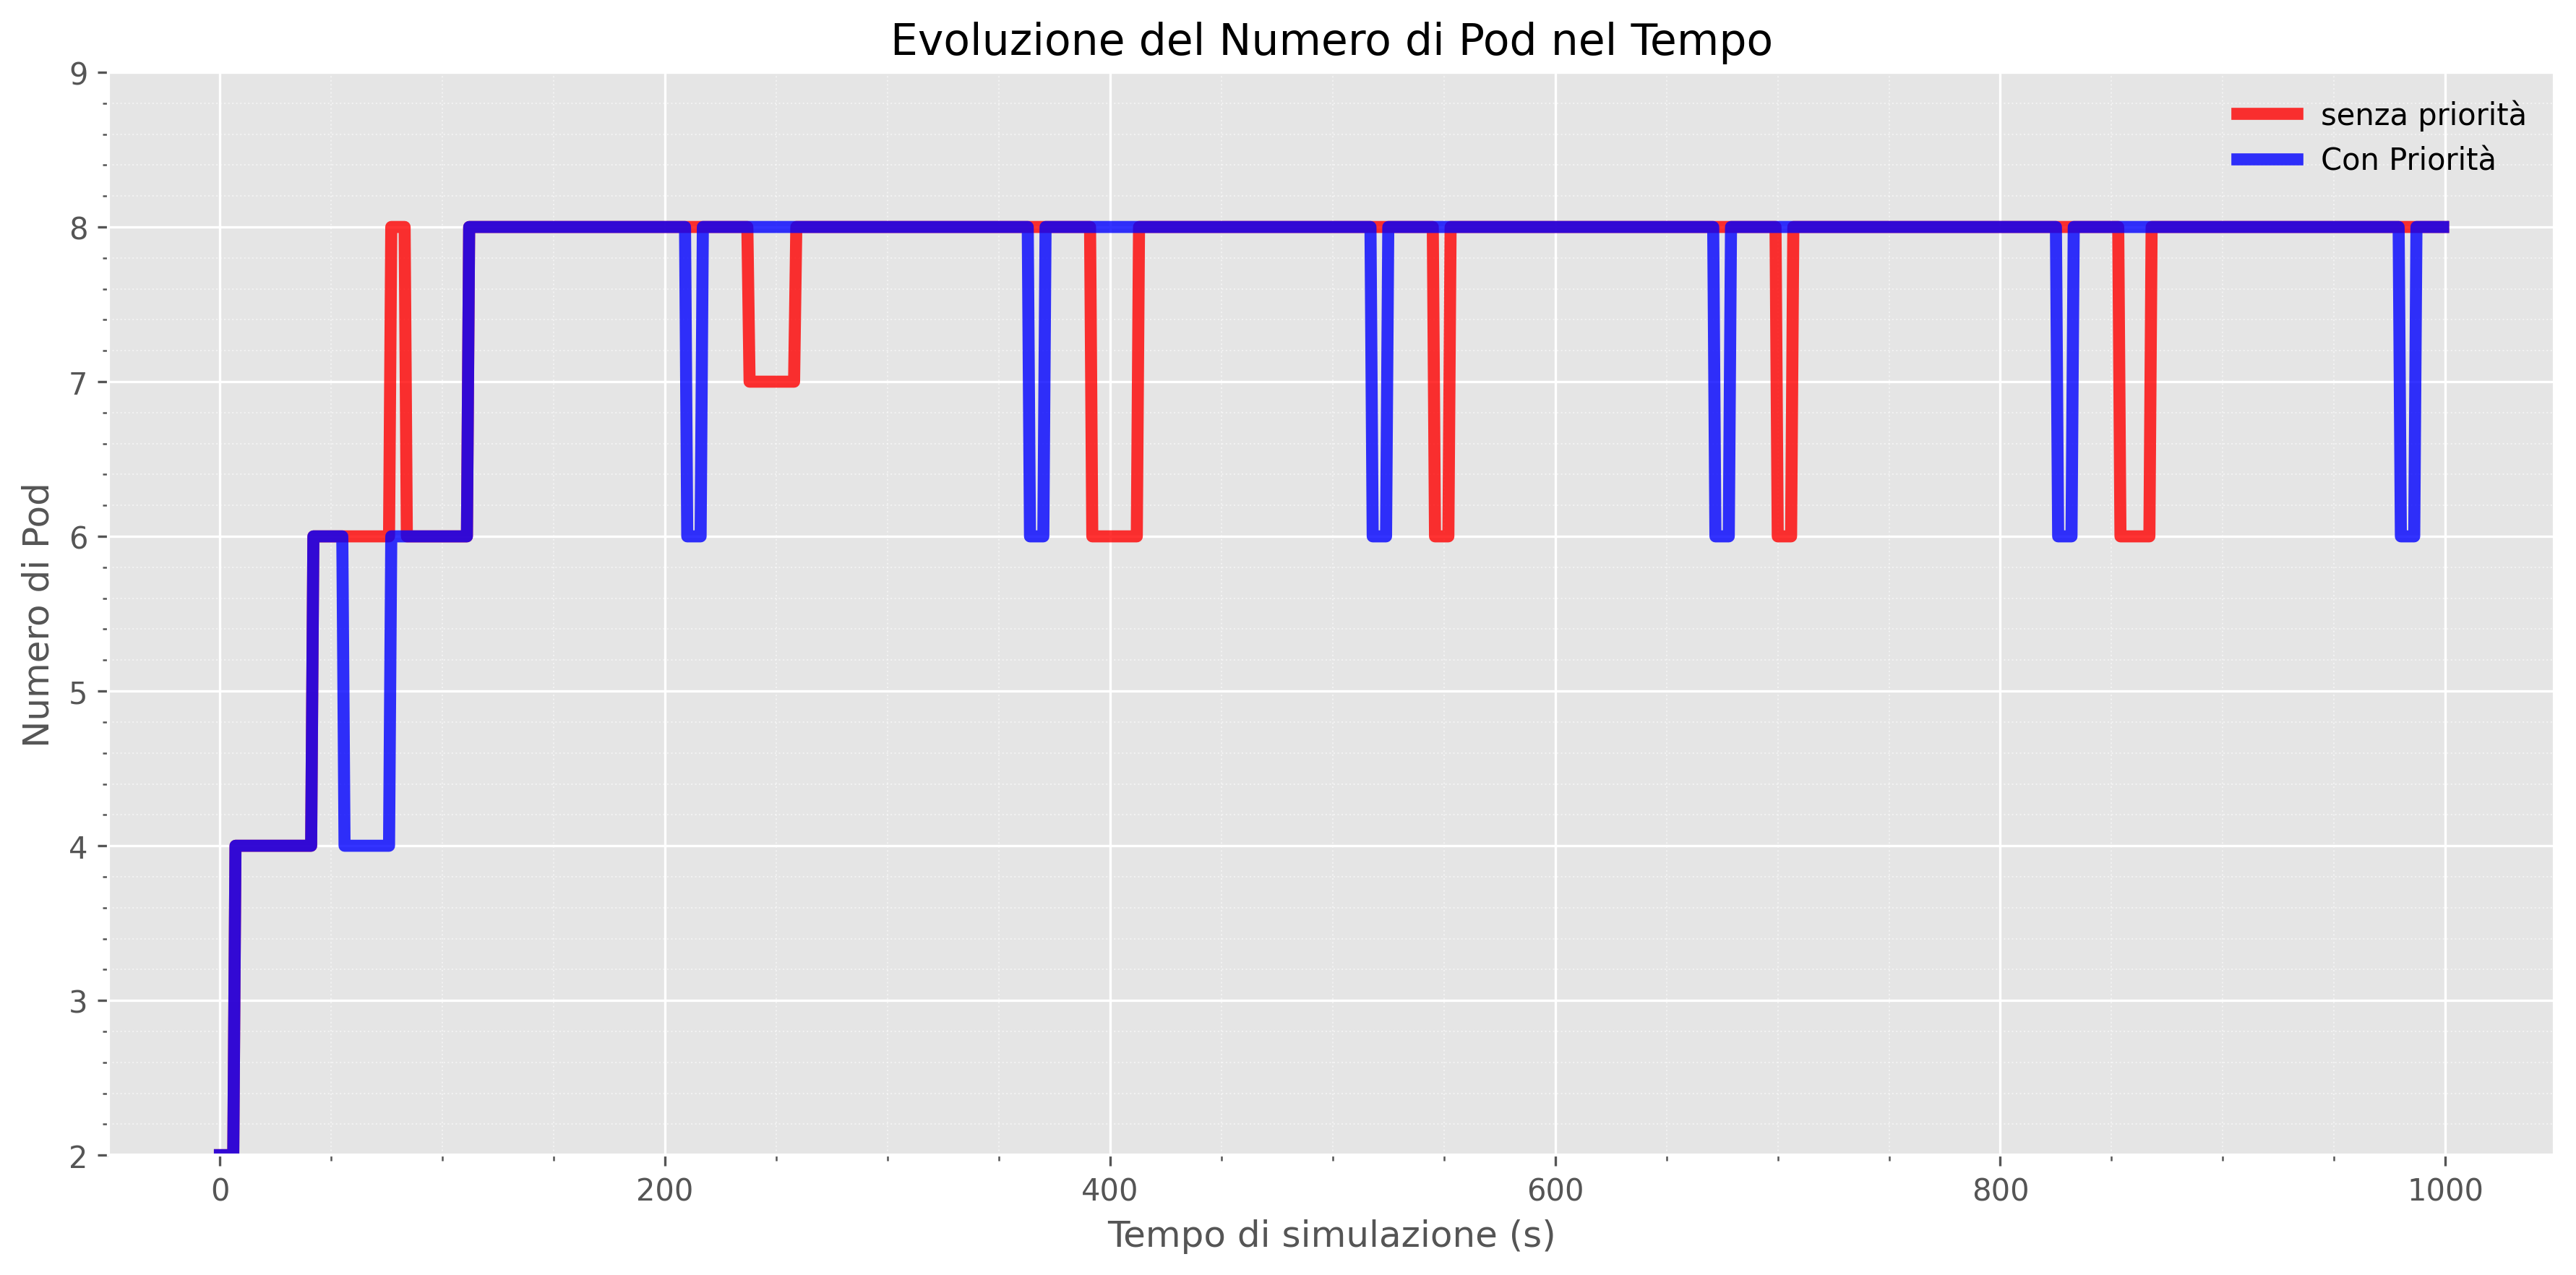 Evoluzione del Numero di Pod nel Tempo
senza priorità
Con Priorità
Numero di Pod
9
8
7
6
5
4
3
2
0 200 400 600 800 1000
Tempo di simulazione (s)